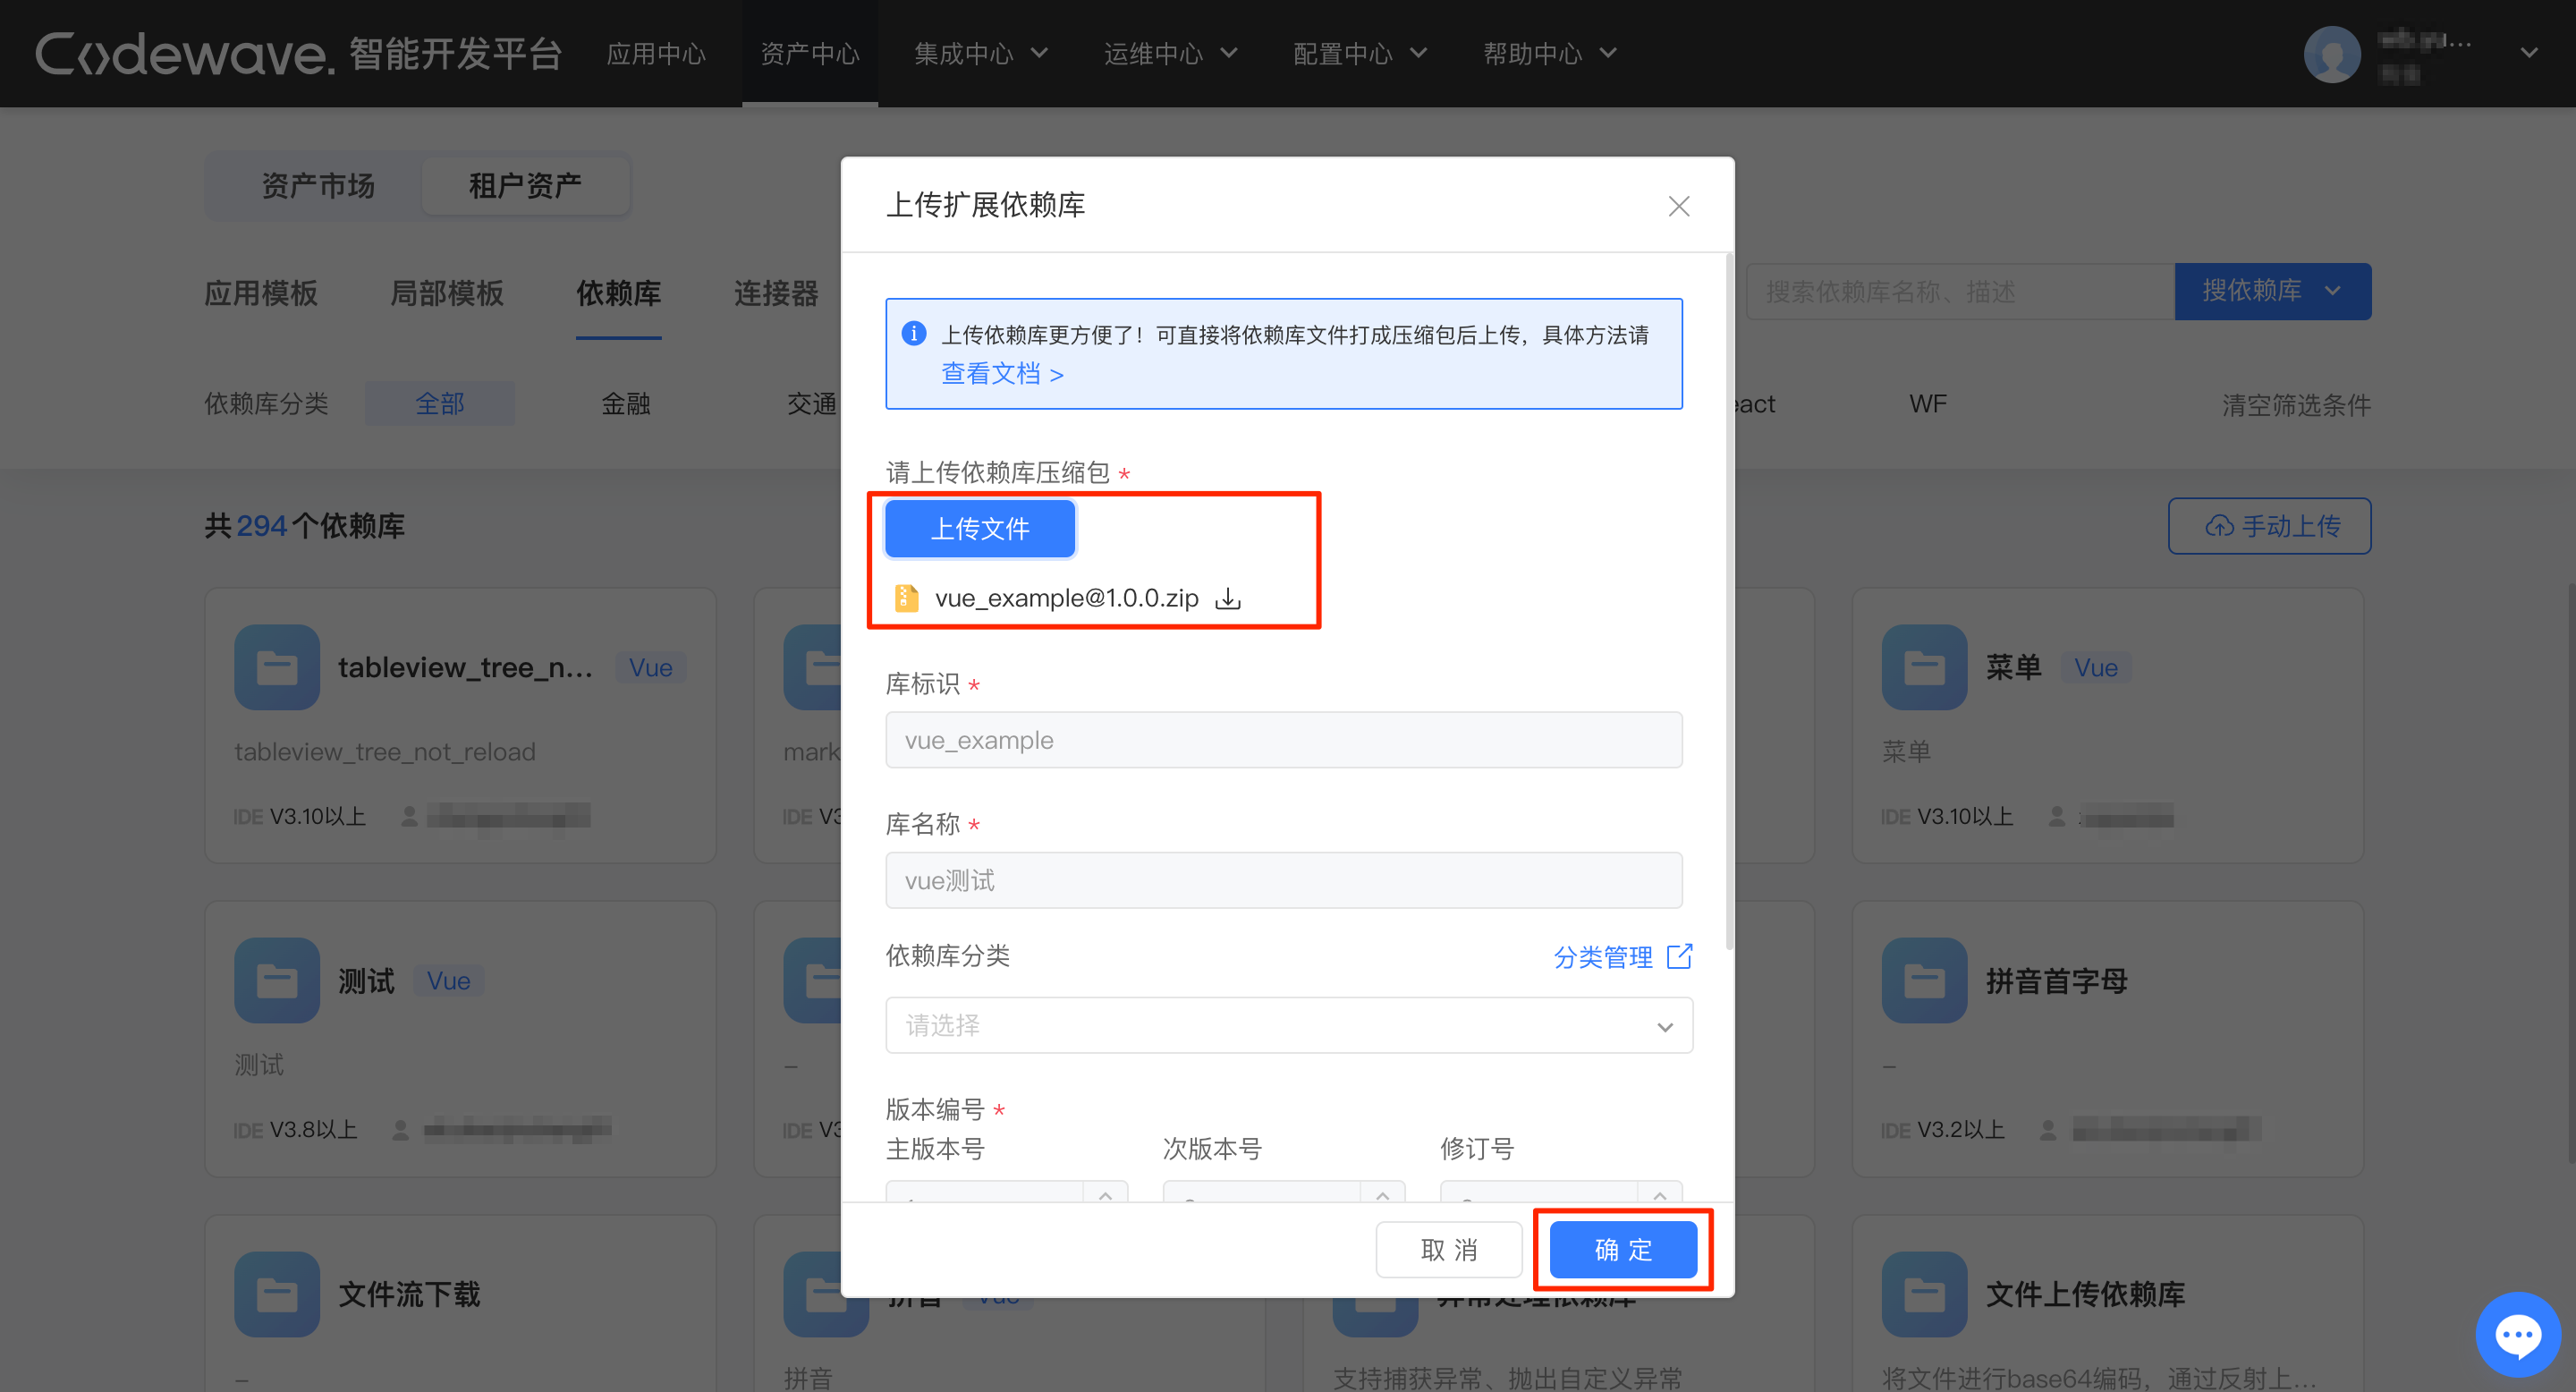 Codewave. 智能开发平台
应用中心
资产中心
集成中心
运维中心
配置中心
帮助中心
资产市场
租户资产
应用模板
局部模板
依赖库
连接器
搜索依赖库名称、描述
搜依赖库
依赖库分类
全部
金融
交通
eact
WF
清空筛选条件
共294个依赖库
手动上传
tableview_tree_n...
Vue
tableview_tree_not_reload
IDE V3.10以上
mark
IDE V3
菜单
Vue
菜单
IDE V3.10以上
测试
Vue
测试
IDE V3.8以上
–
IDE V3
拼音首字母
–
IDE V3.2以上
文件流下载
–
拼音
Vue
拼音
异常处理依赖库
支持捕获异常、抛出自定义异常
文件上传依赖库
将文件进行base64编码，通过反射上...
上传扩展依赖库
上传依赖库更方便了！可直接将依赖库文件打成压缩包后上传，具体方法请
查看文档 >
请上传依赖库压缩包 *
上传文件
vue_example@1.0.0.zip
库标识 *
vue_example
库名称 *
vue测试
依赖库分类
分类管理
请选择
版本编号 *
主版本号
次版本号
修订号
取 消
确 定